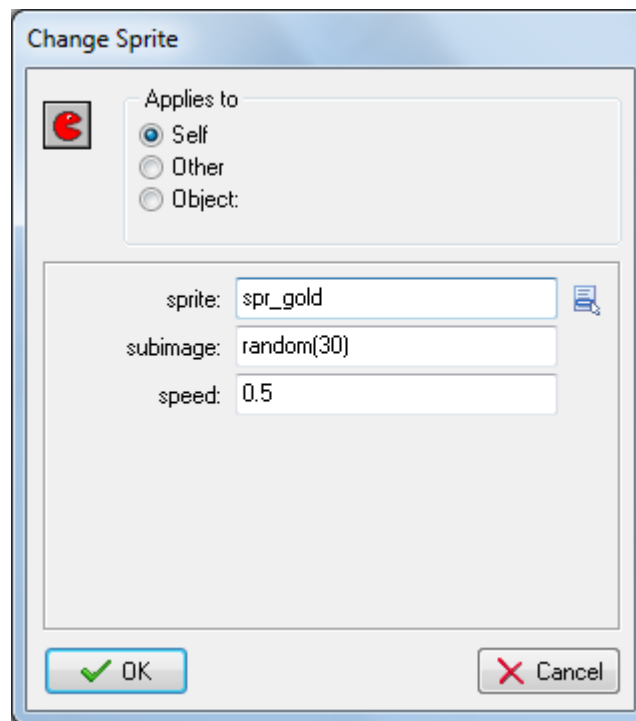 Change Sprite
Applies to
Self
Other
Object:
sprite: spr_gold
subimage: random(30)
speed: 0.5
OK Cancel